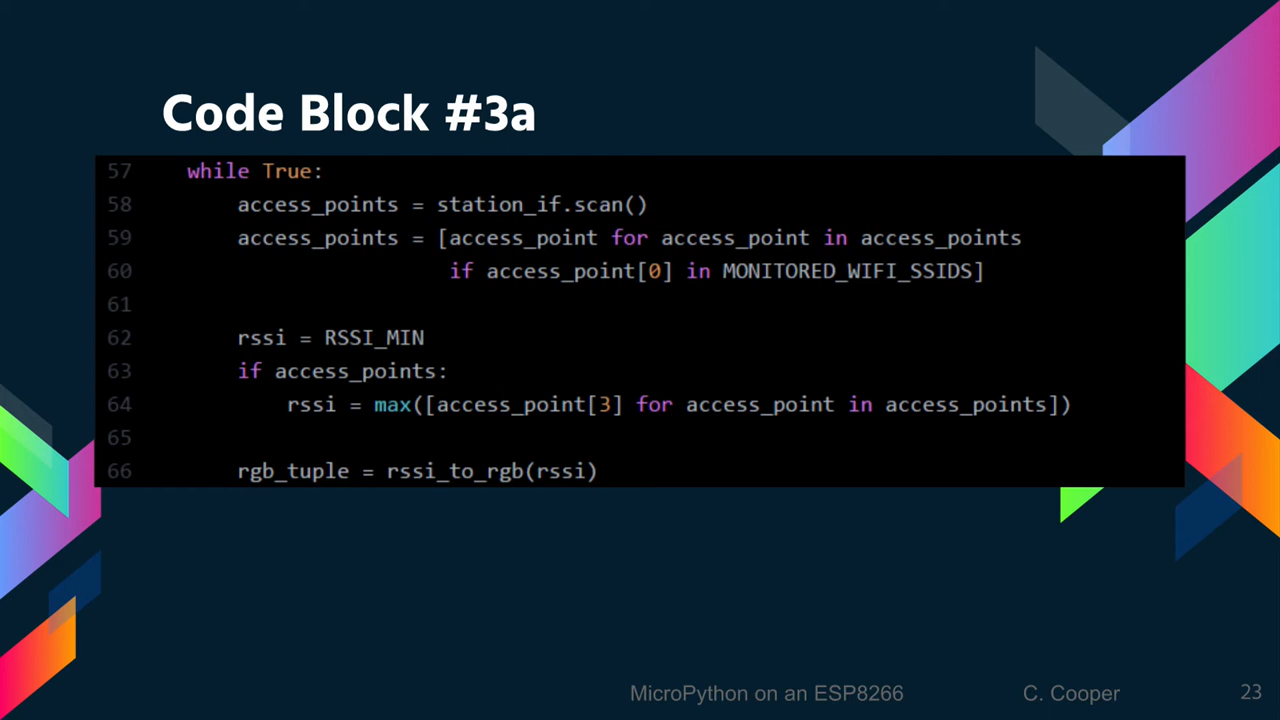 Code Block #3a
57 while True:
58 access_points = station_if.scan()
59 access_points = [access_point for access_point in access_points
60 if access_point[0] in MONITORED_WIFI_SSIDS]
61
62 rssi = RSSI_MIN
63 if access_points:
64 rssi = max([access_point[3] for access_point in access_points])
65
66 rgb_tuple = rssi_to_rgb(rssi)
MicroPython on an ESP8266 C. Cooper 23